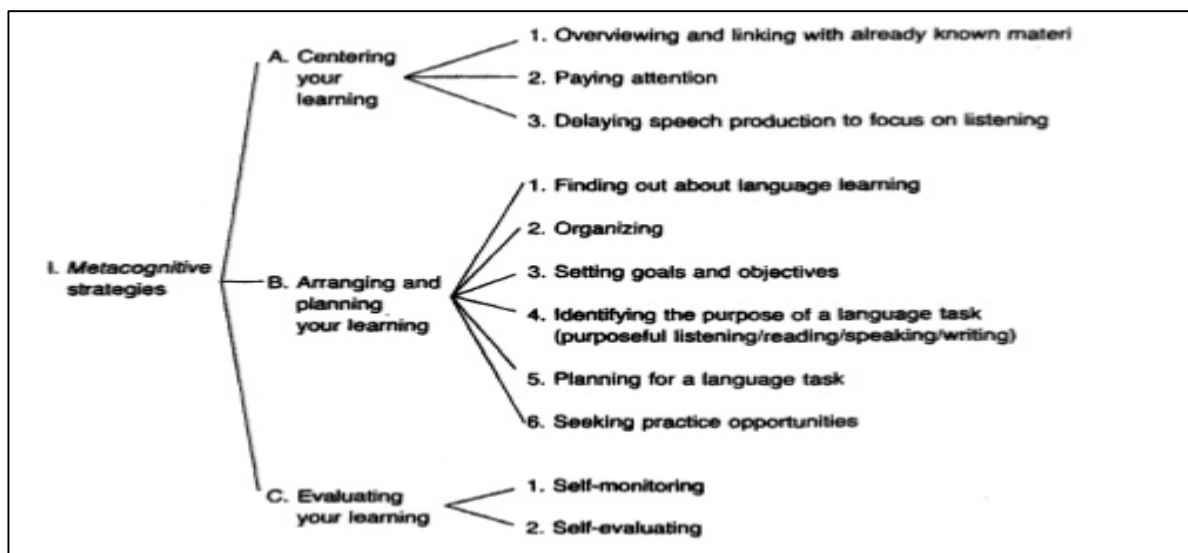 I. Metacognitive
strategies
A. Centering
your
learning
1. Overviewing and linking with already known materi
2. Paying attention
3. Delaying speech production to focus on listening
B. Arranging and
planning
your learning
1. Finding out about language learning
2. Organizing
3. Setting goals and objectives
4. Identifying the purpose of a language task
(purposeful listening/reading/speaking/writing)
5. Planning for a language task
6. Seeking practice opportunities
C. Evaluating
your learning
1. Self-monitoring
2. Self-evaluating